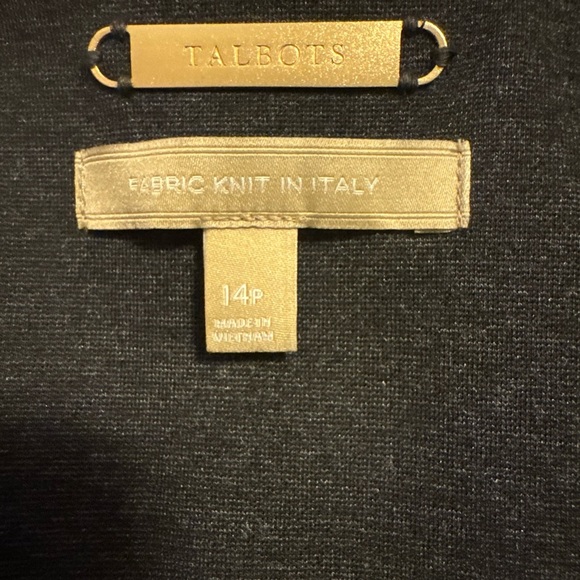 TALBOTS
FABRIC KNIT IN ITALY
14P
MADE IN
VIETNAM